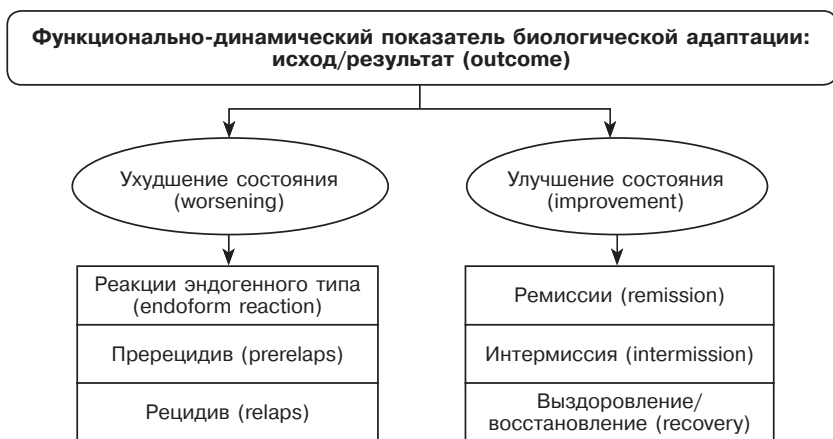 Функционально-динамический показатель биологической адаптации:
исход/результат (outcome)
Ухудшение состояния
(worsening)
Улучшение состояния
(improvement)
Реакции эндогенного типа
(endoform reaction)
Пререцидив (prerelaps)
Рецидив (relaps)
Ремиссии (remission)
Интермиссия (intermission)
Выздоровление/
восстановление (recovery)